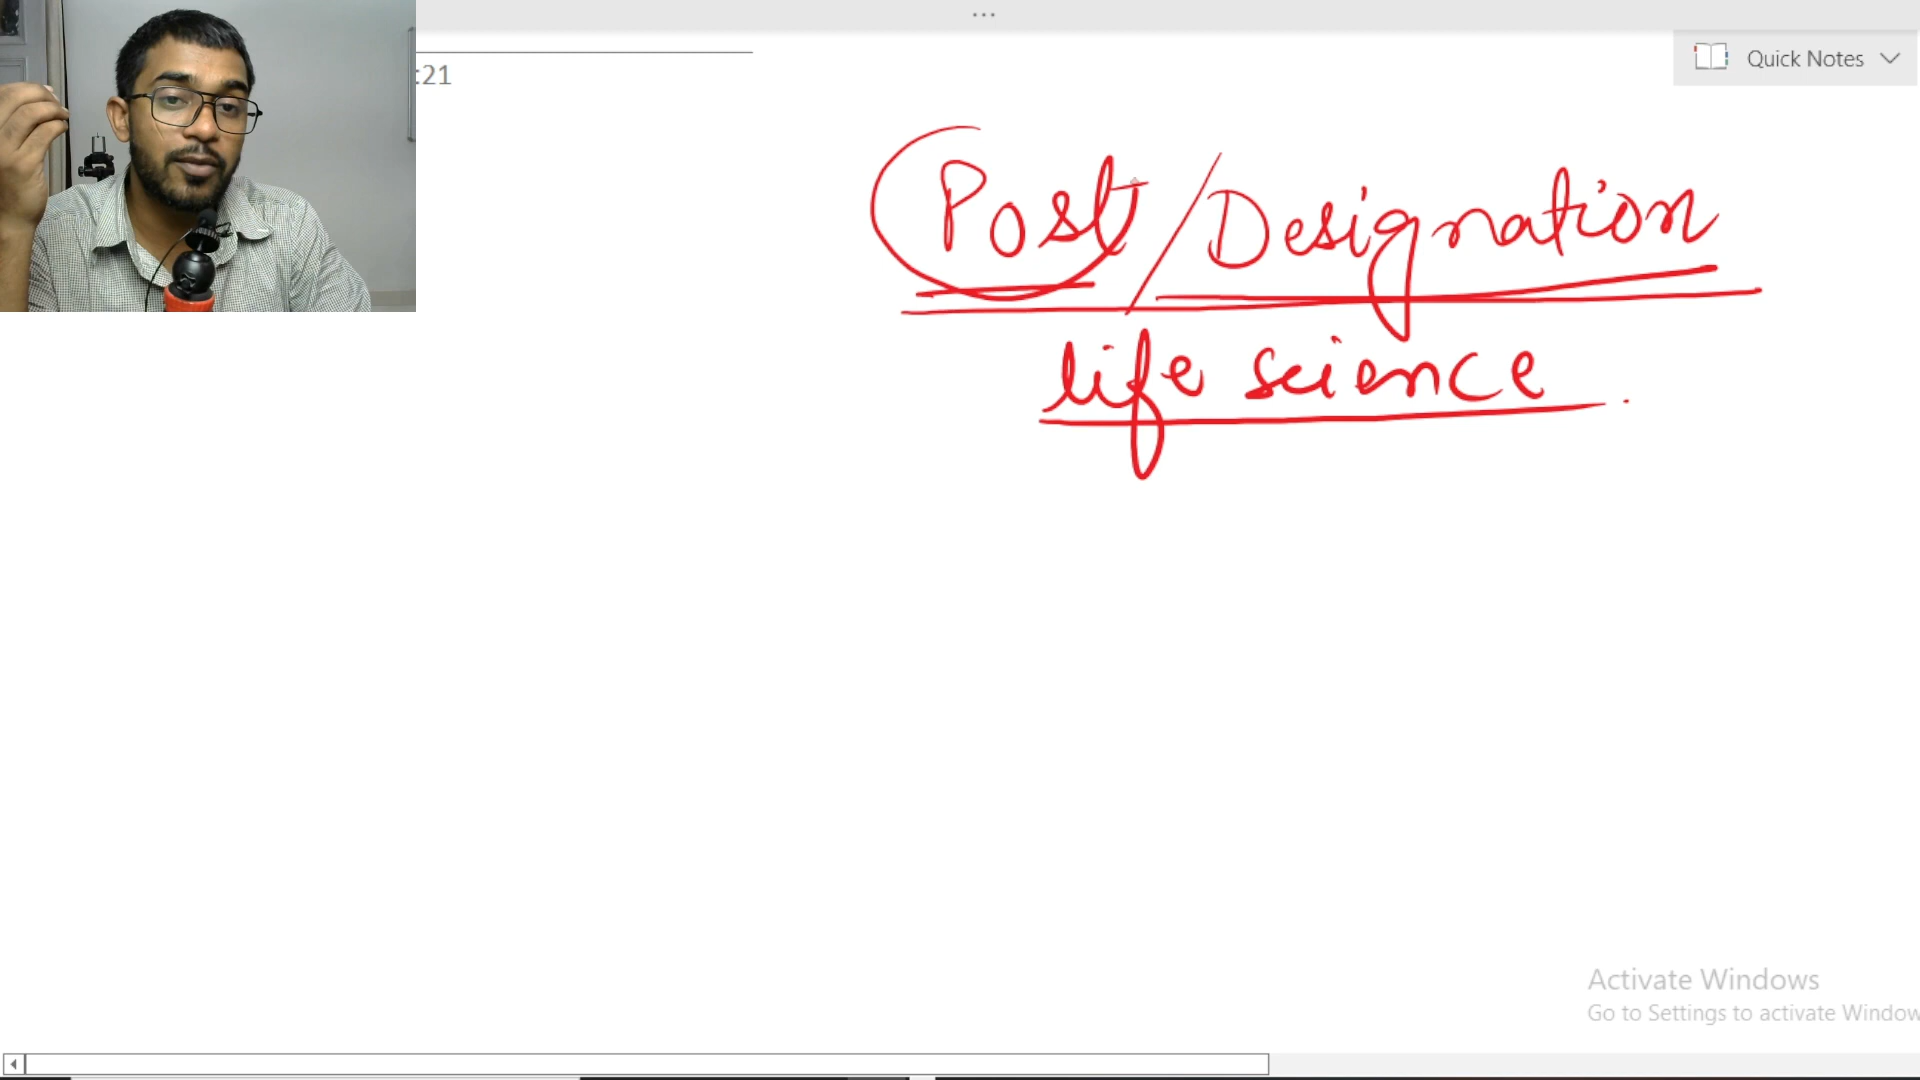 :21
Quick Notes
Post/Designation
life science.
Activate Windows
Go to Settings to activate Window